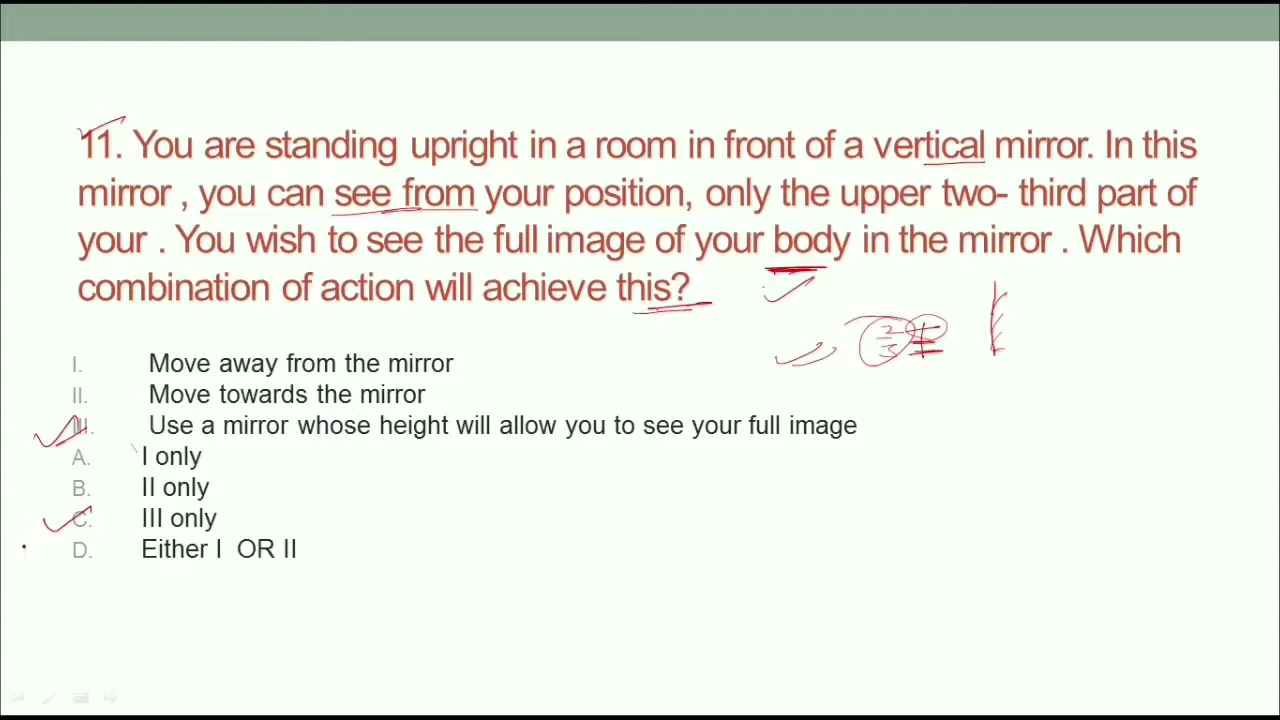 11. You are standing upright in a room in front of a vertical mirror. In this
mirror , you can see from your position, only the upper two- third part of
your . You wish to see the full image of your body in the mirror . Which
combination of action will achieve this?
2
3
I. Move away from the mirror
II. Move towards the mirror
III. Use a mirror whose height will allow you to see your full image
A. I only
B. II only
C. III only
D. Either I OR II